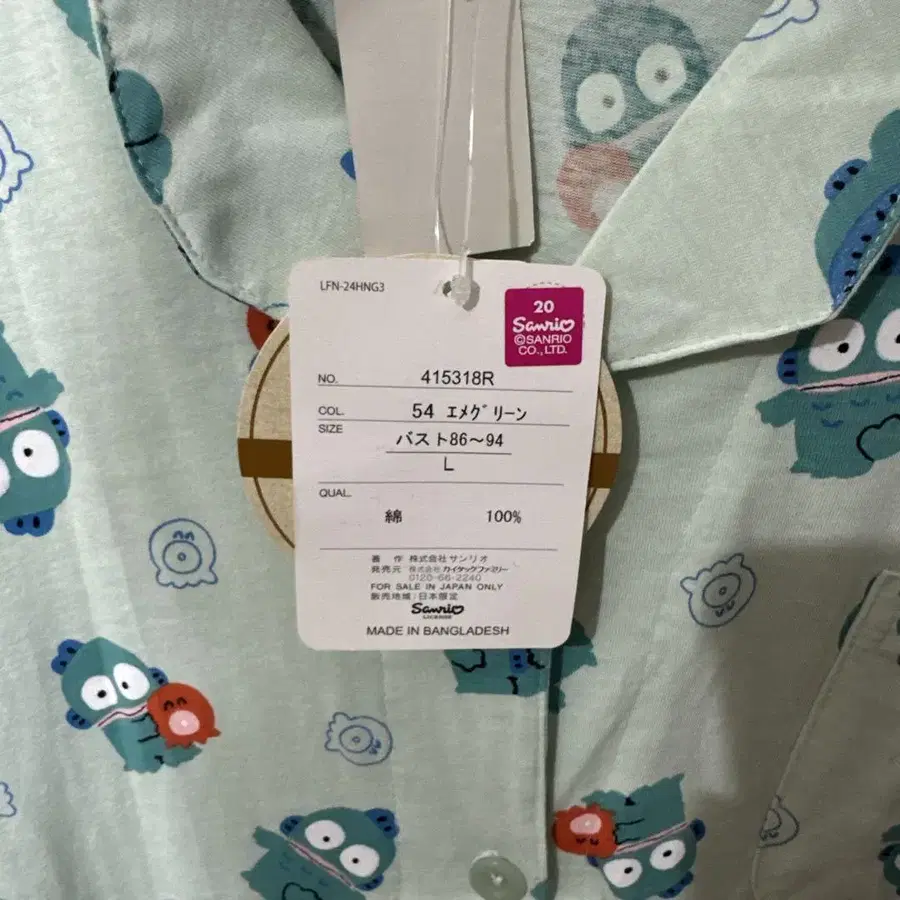 LFN-24HNG3
20
Sanrio
©SANRIO
CO., LTD.
NO. 415318R
COL. 54 エメグリーン
SIZE バスト86～94
L
QUAL.
綿 100%
著 作 株式会社サンリオ
発売元 株式会社 カイタックファミリー
0120-66-2240
FOR SALE IN JAPAN ONLY
販売地域:日本限定
Sanrio
LICENSE
MADE IN BANGLADESH